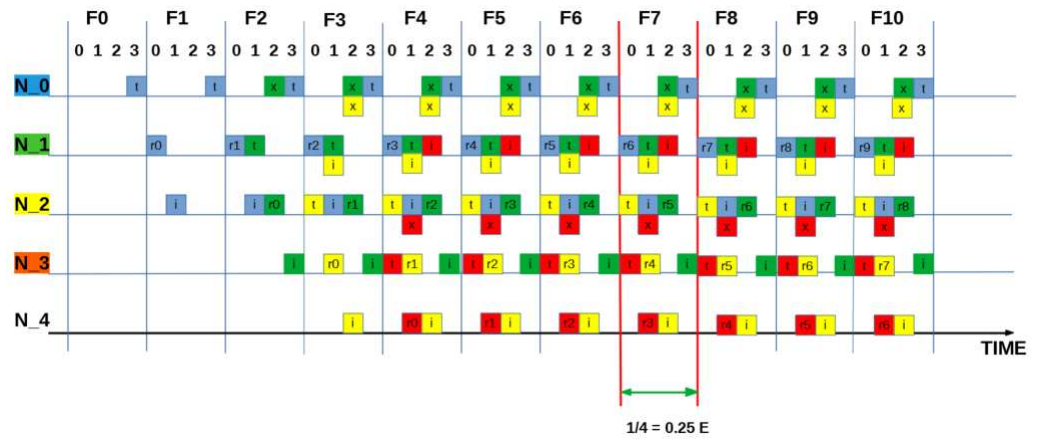 F0 F1 F2 F3 F4 F5 F6 F7 F8 F9 F10
0 1 2 3 0 1 2 3 0 1 2 3 0 1 2 3 0 1 2 3 0 1 2 3 0 1 2 3 0 1 2 3 0 1 2 3 0 1 2 3 0 1 2 3
N_0 t t x t x t x t x t x t x t x t x t x t
x x x x x x x x
N_1 r0 r1 t r2 t r3 t i r4 t i r5 t i r6 t i r7 t i r8 t i r9 t i
i i i i i i i i
N_2 i i r0 t i r1 t i r2 t i r3 t i r4 t i r5 t i r6 t i r7 t i r8
x x x x x x x
N_3 i r0 i t r1 i t r2 i t r3 i t r4 i t r5 i t r6 i t r7 i
N_4 i r0 i r1 i r2 i r3 i r4 i r5 i r6 i
TIME
1/4 = 0.25 E